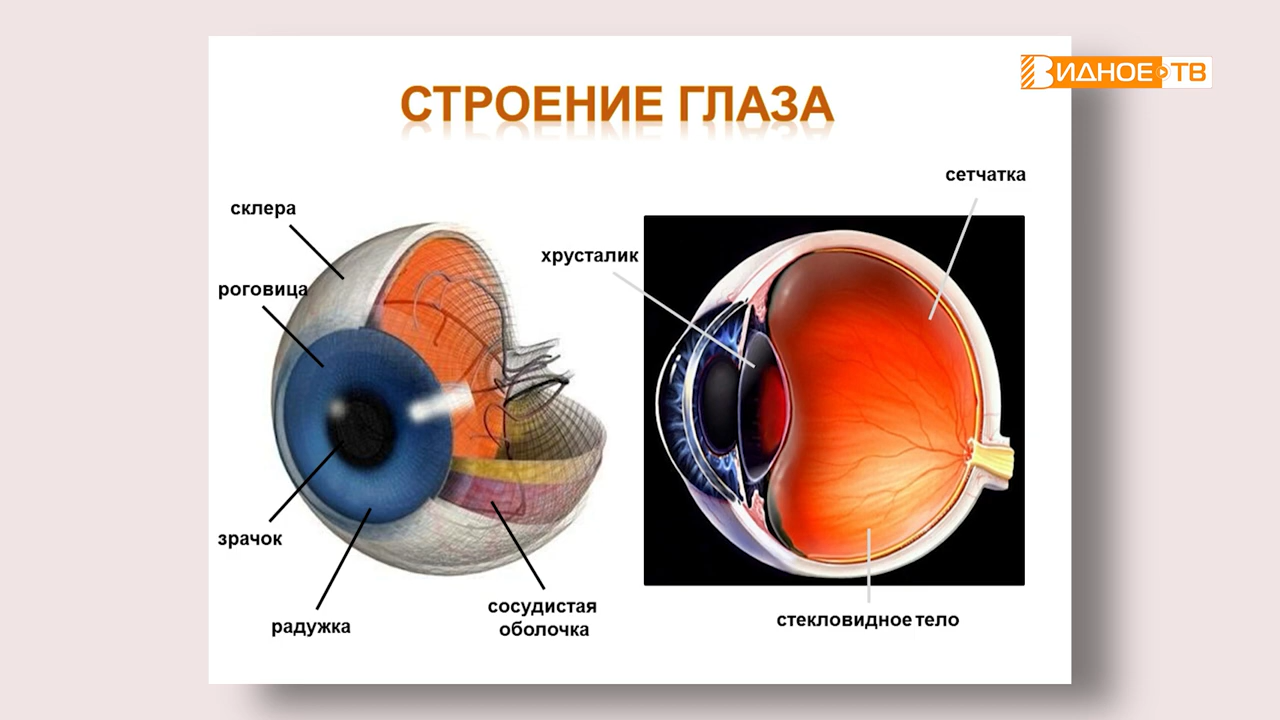 ВИДНОЕ ТВ
СТРОЕНИЕ ГЛАЗА
сетчатка
склера
хрусталик
роговица
зрачок
радужка
сосудистая
оболочка
стекловидное тело